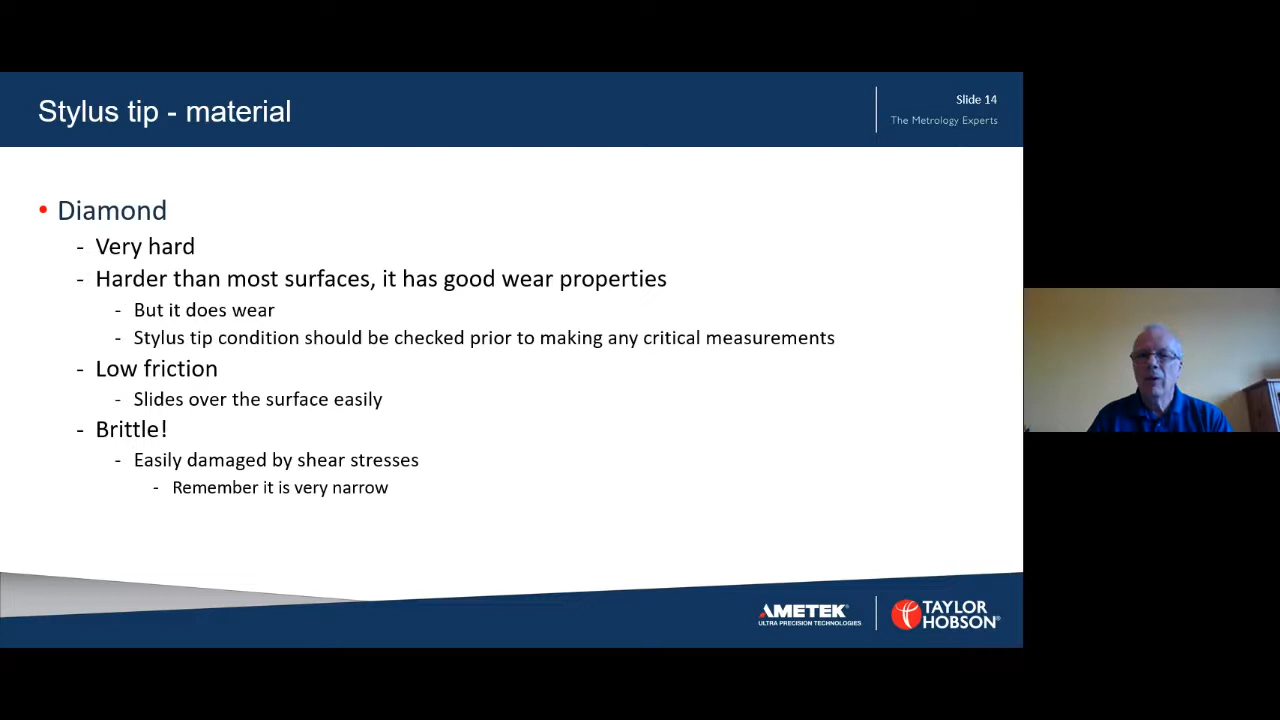 Stylus tip - material
Slide 14
The Metrology Experts
• Diamond
- Very hard
- Harder than most surfaces, it has good wear properties
- But it does wear
- Stylus tip condition should be checked prior to making any critical measurements
- Low friction
- Slides over the surface easily
- Brittle!
- Easily damaged by shear stresses
- Remember it is very narrow
AMETEK®
ULTRA PRECISION TECHNOLOGIES
TAYLOR
HOBSON®